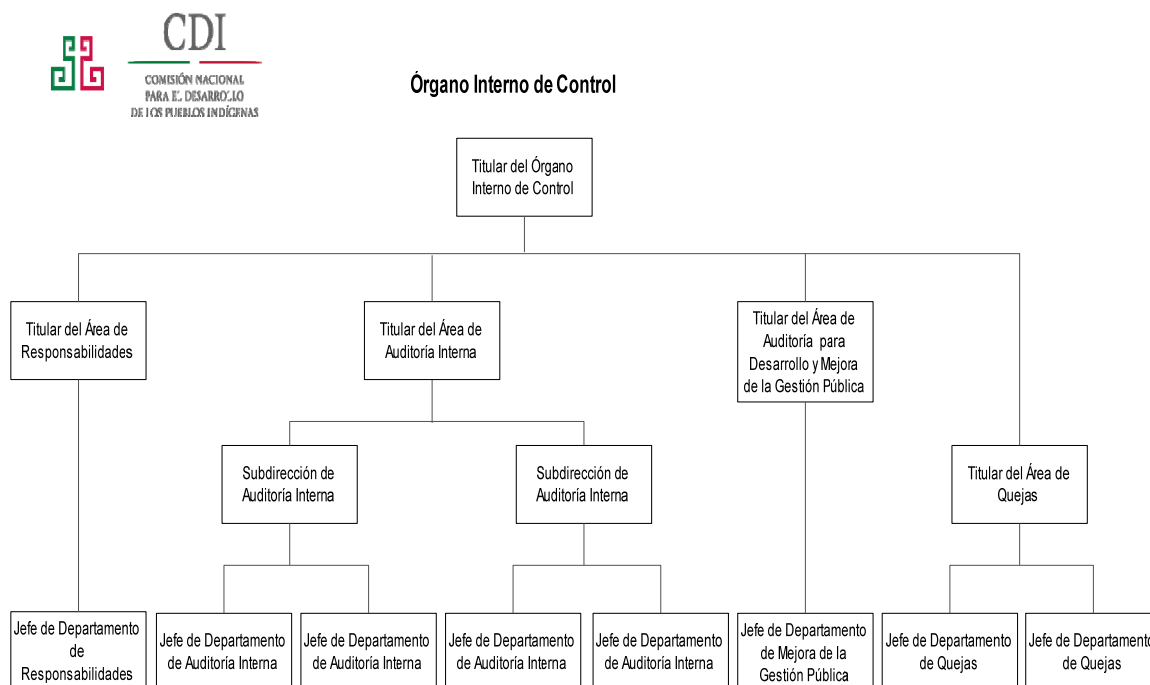 CDI
COMISIÓN NACIONAL
PARA EL DESARROLLO
DE LOS PUEBLOS INDÍGENAS
Órgano Interno de Control
Titular del Órgano
Interno de Control
Titular del Área de
Responsabilidades
Titular del Área de
Auditoría Interna
Titular del Área de
Auditoría para
Desarrollo y Mejora
de la Gestión Pública
Subdirección de
Auditoría Interna
Subdirección de
Auditoría Interna
Titular del Área de
Quejas
Jefe de Departamento
de
Responsabilidades
Jefe de Departamento
de Auditoría Interna
Jefe de Departamento
de Auditoría Interna
Jefe de Departamento
de Auditoría Interna
Jefe de Departamento
de Auditoría Interna
Jefe de Departamento
de Mejora de la
Gestión Pública
Jefe de Departamento
de Quejas
Jefe de Departamento
de Quejas